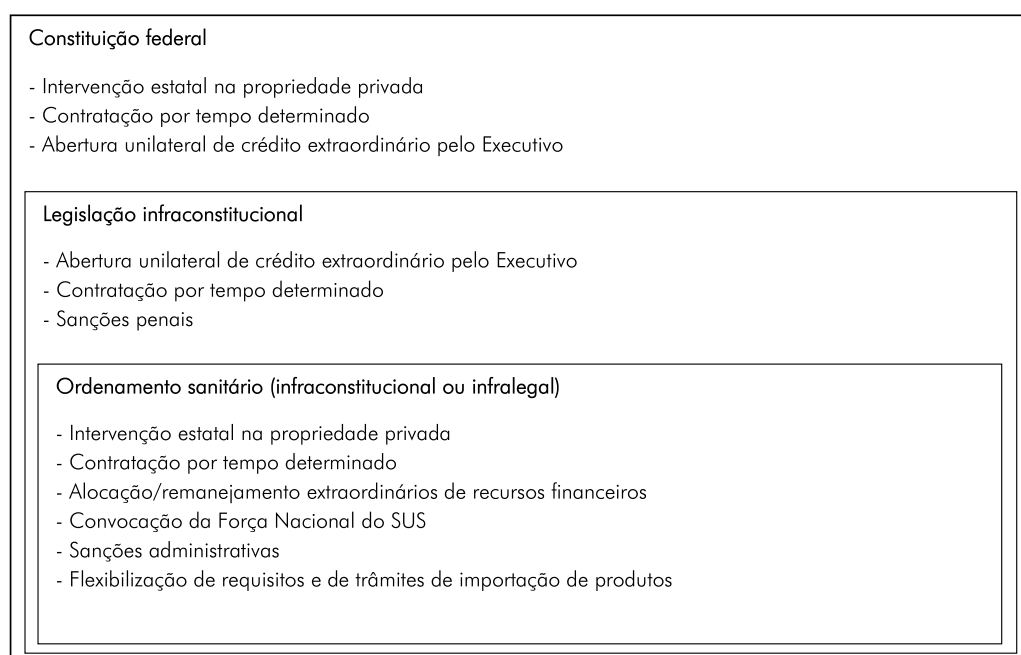 Constituição federal
- Intervenção estatal na propriedade privada
- Contratação por tempo determinado
- Abertura unilateral de crédito extraordinário pelo Executivo
Legislação infraconstitucional
- Abertura unilateral de crédito extraordinário pelo Executivo
- Contratação por tempo determinado
- Sanções penais
Ordenamento sanitário (infraconstitucional ou infralegal)
- Intervenção estatal na propriedade privada
- Contratação por tempo determinado
- Alocação/remanejamento extraordinários de recursos financeiros
- Convocação da Força Nacional do SUS
- Sanções administrativas
- Flexibilização de requisitos e de trâmites de importação de produtos